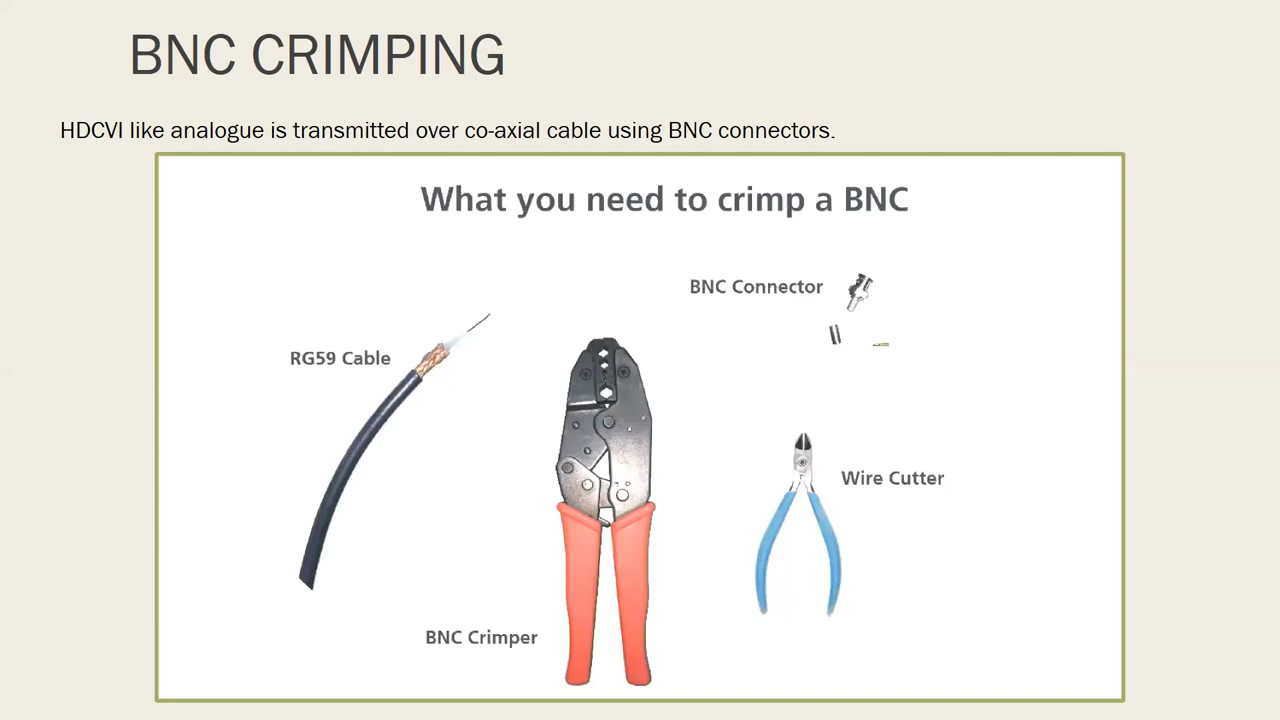 BNC CRIMPING
HDCVI like analogue is transmitted over co-axial cable using BNC connectors.
What you need to crimp a BNC
BNC Connector
RG59 Cable
Wire Cutter
BNC Crimper